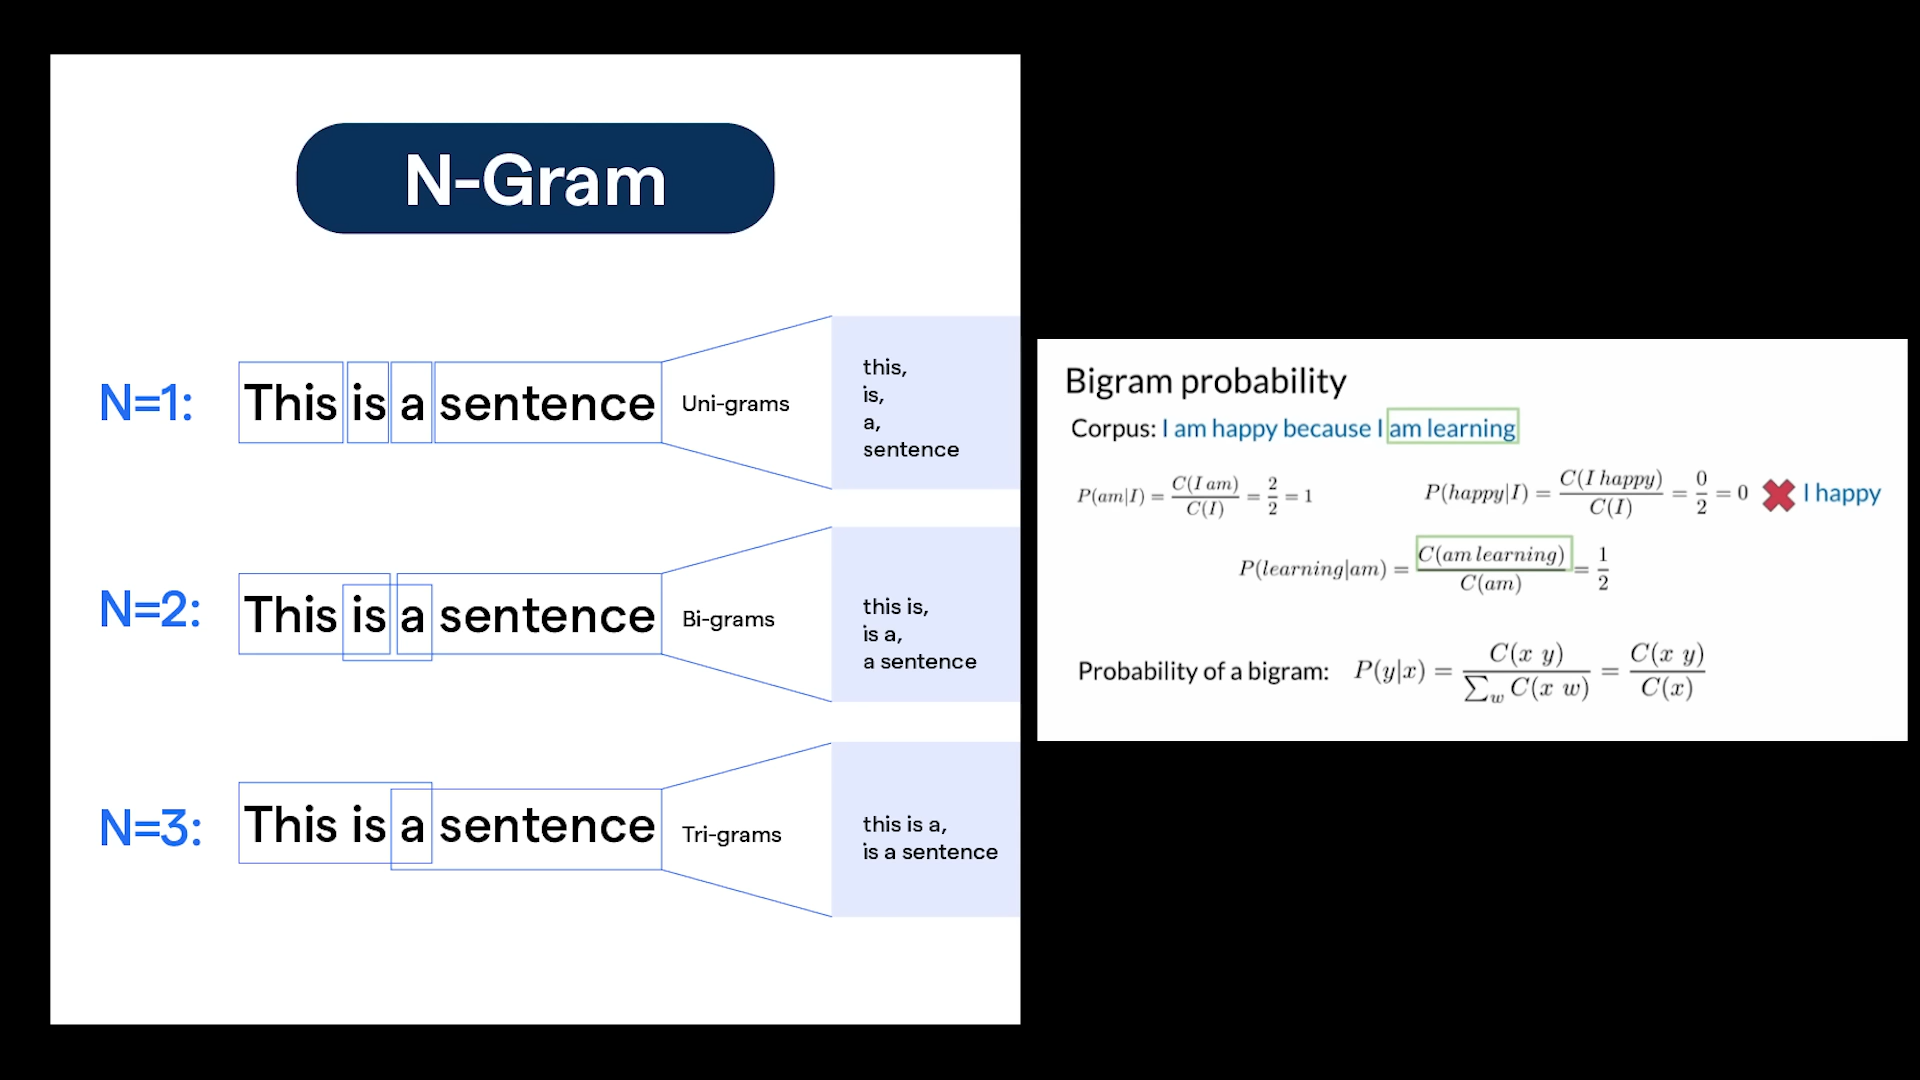 N-Gram
N=1: This is a sentence Uni-grams
this,
is,
a,
sentence
N=2: This is a sentence Bi-grams
this is,
is a,
a sentence
N=3: This is a sentence Tri-grams
this is a,
is a sentence
Bigram probability
Corpus: I am happy because I am learning
P(am|I) = C(I am) / C(I) = 2/2 = 1
P(happy|I) = C(I happy) / C(I) = 0/2 = 0 I happy
P(learning|am) = C(am learning) / C(am) = 1/2
Probability of a bigram: P(y|x) = C(x y) / ∑w C(x w) = C(x y) / C(x)